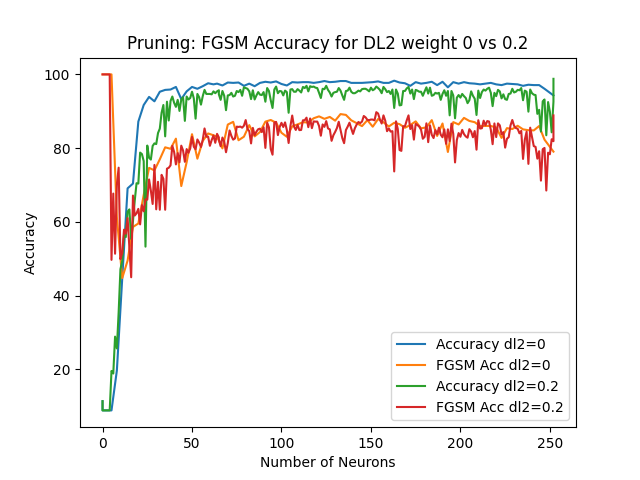 Pruning: FGSM Accuracy for DL2 weight 0 vs 0.2
100
80
60
40
20
Accuracy
0
50
100
150
200
250
Number of Neurons
Accuracy dl2=0
FGSM Acc dl2=0
Accuracy dl2=0.2
FGSM Acc dl2=0.2